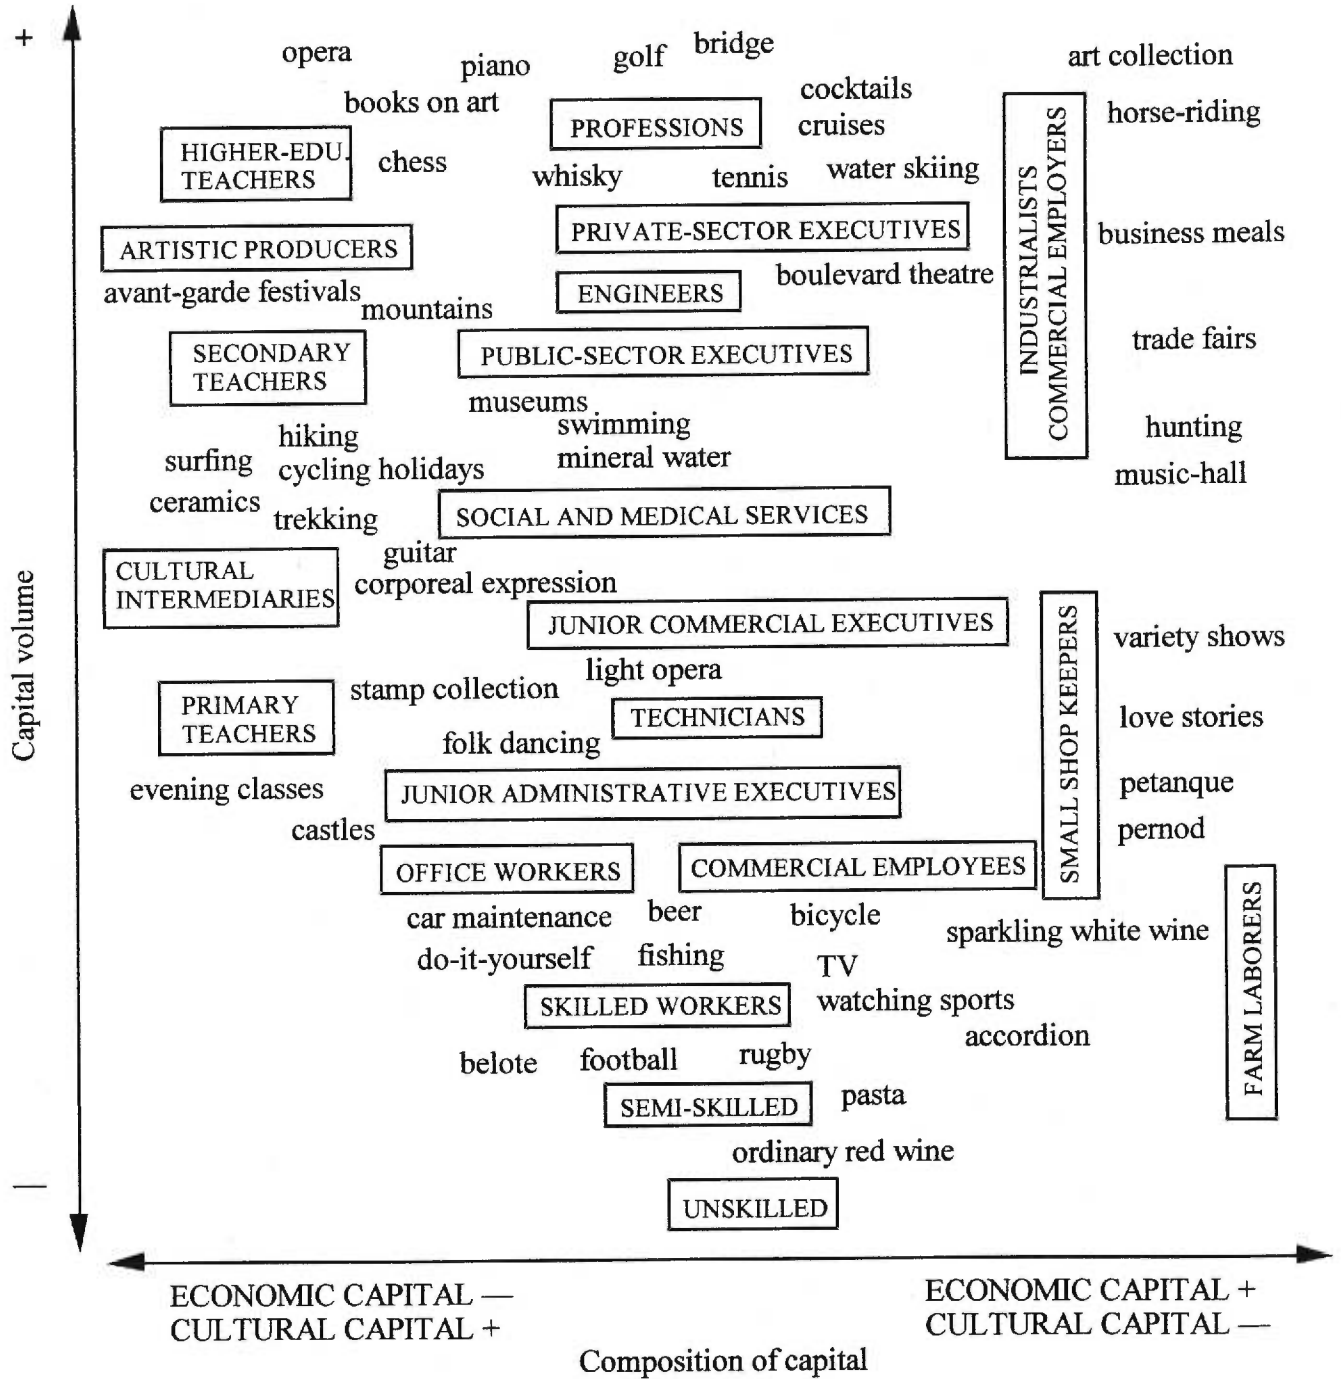 +
opera
piano
golf
bridge
art collection
books on art
cocktails
horse-riding
PROFESSIONS
cruises
HIGHER-EDU.
TEACHERS
chess
whisky
tennis
water skiing
INDUSTRIALISTS
COMMERCIAL EMPLOYERS
ARTISTIC PRODUCERS
PRIVATE-SECTOR EXECUTIVES
business meals
avant-garde festivals
mountains
ENGINEERS
boulevard theatre
SECONDARY
TEACHERS
PUBLIC-SECTOR EXECUTIVES
trade fairs
museums
swimming
mineral water
hunting
music-hall
hiking
surfing
cycling holidays
ceramics
trekking
SOCIAL AND MEDICAL SERVICES
guitar
CULTURAL
INTERMEDIARIES
corporeal expression
JUNIOR COMMERCIAL EXECUTIVES
SMALL SHOP KEEPERS
variety shows
light opera
Capital volume
PRIMARY
TEACHERS
stamp collection
TECHNICIANS
love stories
folk dancing
evening classes
JUNIOR ADMINISTRATIVE EXECUTIVES
petanque
castles
pernod
OFFICE WORKERS
COMMERCIAL EMPLOYEES
car maintenance
beer
bicycle
sparkling white wine
FARM LABORERS
do-it-yourself
fishing
TV
SKILLED WORKERS
watching sports
accordion
belote
football
rugby
SEMI-SKILLED
pasta
ordinary red wine
—
UNSKILLED
ECONOMIC CAPITAL —
CULTURAL CAPITAL +
ECONOMIC CAPITAL +
CULTURAL CAPITAL —
Composition of capital